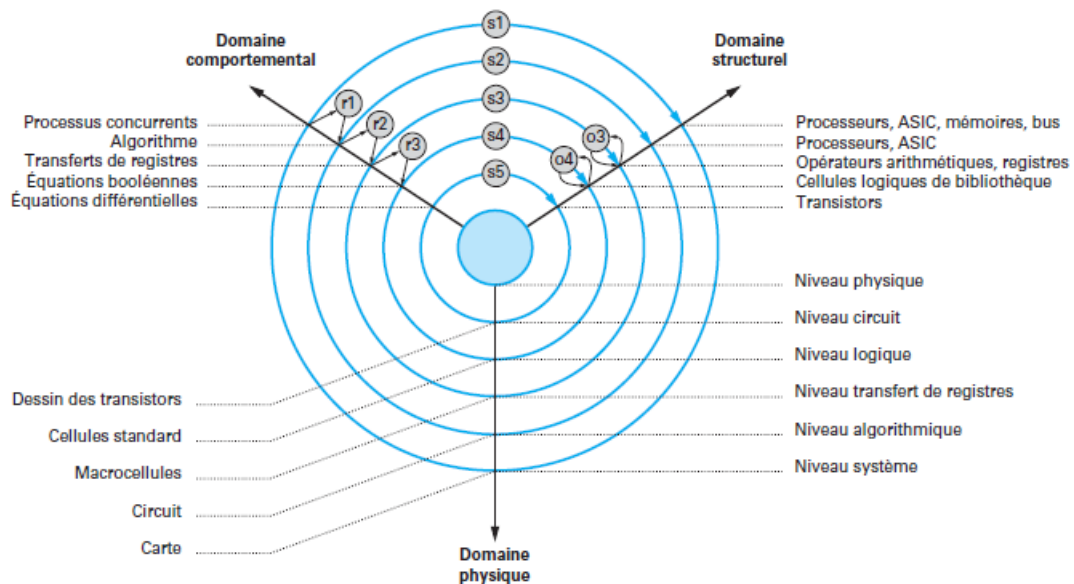 s1
Domaine
comportemental
Domaine
structurel
s2
s3
r1
r2
s4
o3
r3
o4
s5
Processus concurrents
Algorithme
Transferts de registres
Équations booléennes
Équations différentielles
Processeurs, ASIC, mémoires, bus
Processeurs, ASIC
Opérateurs arithmétiques, registres
Cellules logiques de bibliothèque
Transistors
Niveau physique
Niveau circuit
Niveau logique
Niveau transfert de registres
Niveau algorithmique
Niveau système
Dessin des transistors
Cellules standard
Macrocellules
Circuit
Carte
Domaine
physique